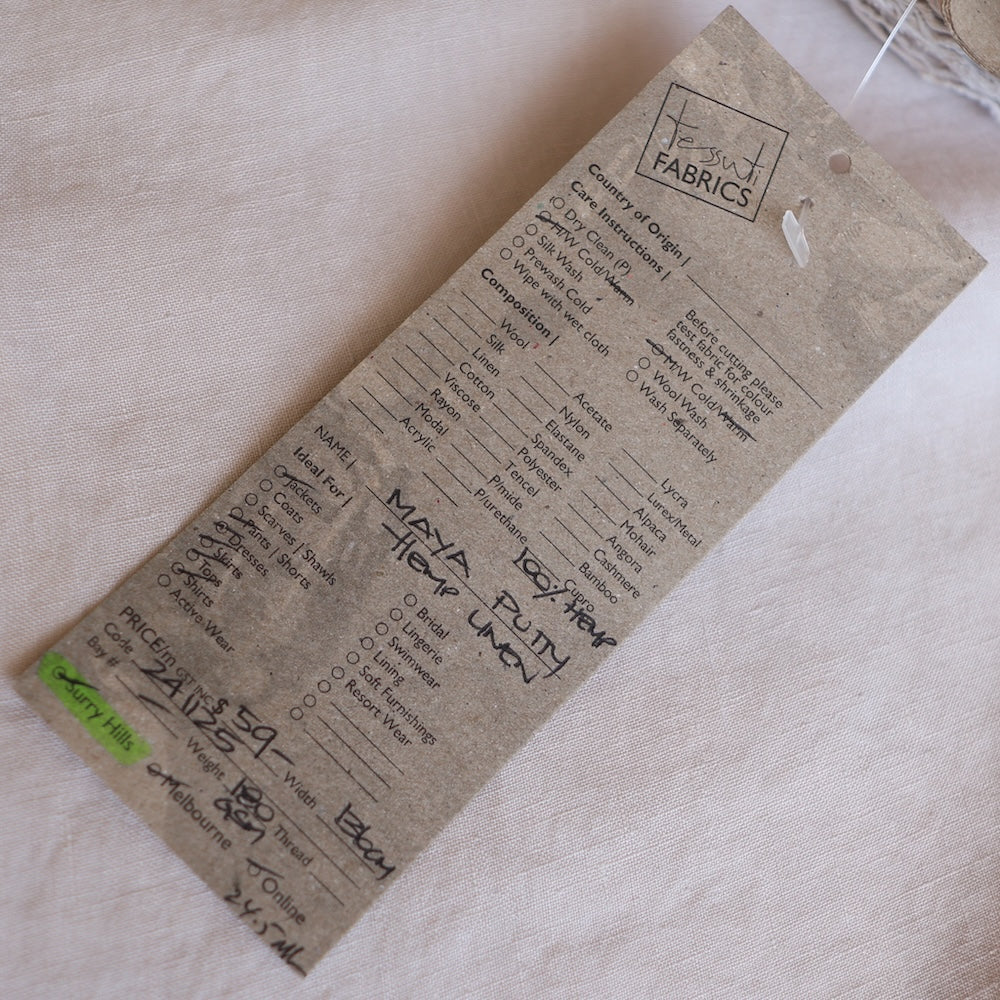 tessuti
FABRICS
Country of Origin |
Care Instructions |
Dry Clean (P)
H/W Cold/Warm
Silk Wash
Prewash Cold
Wipe with wet cloth
Before cutting please
test fabric for colour
fastness & shrinkage
M/W Cold/Warm
Wool Wash
Wash Separately
Composition |
Wool
Silk
Linen
Cotton
Viscose
Rayon
Modal
Acrylic
Acetate
Nylon
Elastane
Spandex
Polyester
Tencel
P/mide
P/urethane
Lycra
Lurex/Metal
Alpaca
Mohair
Angora
Cashmere
Bamboo
Cupro
100% HEMP
NAME | MAYA PUTTY
HEMP LINEN
Ideal For |
Jackets
Coats
Scarves | Shawls
Pants | Shorts
Dresses
Skirts
Tops
Shirts
Active Wear
Bridal
Lingerie
Swimwear
Lining
Soft Furnishings
Resort Wear
PRICE/m GST INC $ 59-
Width 136cm
Code 241125
Weight 180 GSM
Thread
Bay #
Surry Hills
Melbourne
Online
24.5 ML